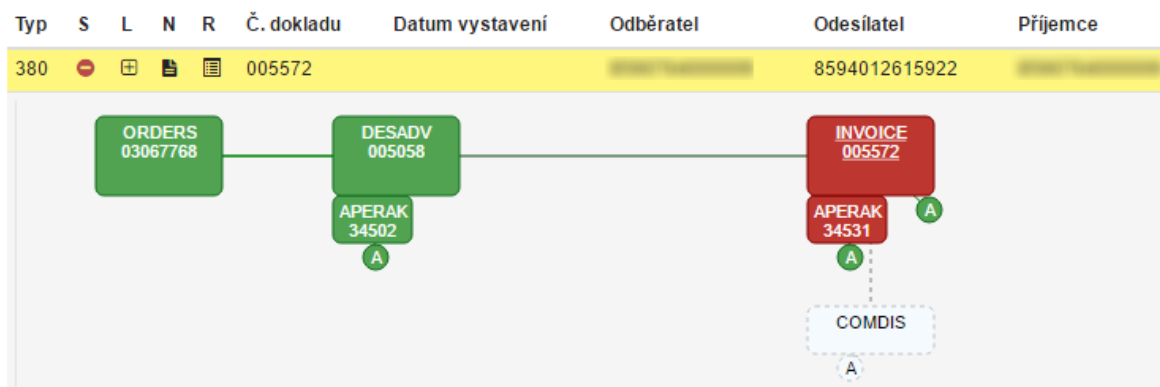 Typ S L N R Č. dokladu Datum vystavení Odběratel Odesílatel Příjemce
380 005572 8594012615922
ORDERS
03067768
DESADV
005058
INVOICE
005572
APERAK
34502
A
APERAK
34531
A
A
COMDIS
A